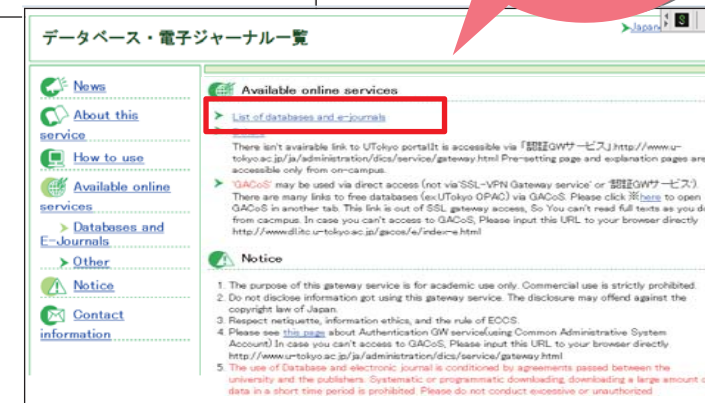 データベース・電子ジャーナル一覧
News
About this
service
How to use
Available online
services
Databases and
E-Journals
Other
Notice
Contact
information
Available online services
List of databases and e-journals
There isn't avairable link to UTokyo portal.It is accessible via 「認証GWサービス」 http://www.u-
tokyo.ac.jp/ja/administration/dics/service/gateway.html Pre-setting page and explanation pages are
accessible only from on-campus.
'GACoS' may be used via direct access (not via'SSL-VPN Gateway service' or '認証GWサービス').
There are many links to free databases (ex:UTokyo OPAC) via GACoS. Please click ※here to open
GACoS in another tab. This link is out of SSL gateway access, So You can't read full texts as you do
from cacmpus. In case you can't access to GACoS, Please input this URL to your browser directly
http://www.dl.itc.u-tokyo.ac.jp/gacos/e/index-e.html
Notice
1. The purpose of this gateway service is for academic use only. Commercial use is strictly prohibited.
2. Do not disclose information got using this gateway service. The disclosure may offend against the
copyright law of Japan.
3. Respect netiquette, information ethics, and the rule of ECCS.
4. Please see this page about Authentication GW service(using Common Administrative System
Account) In case you can't access to GACoS, Please input this URL to your browser directly
http://www.u-tokyo.ac.jp/ja/administration/dics/service/gateway.html
5. The use of Database and electronic journal is conditioned by agreements passed between the
university and the publishers. Systematic or programmatic downloading, downloading a large amount o
data in a short time period is prohibited. Please do not conduct excessive or unauthorized